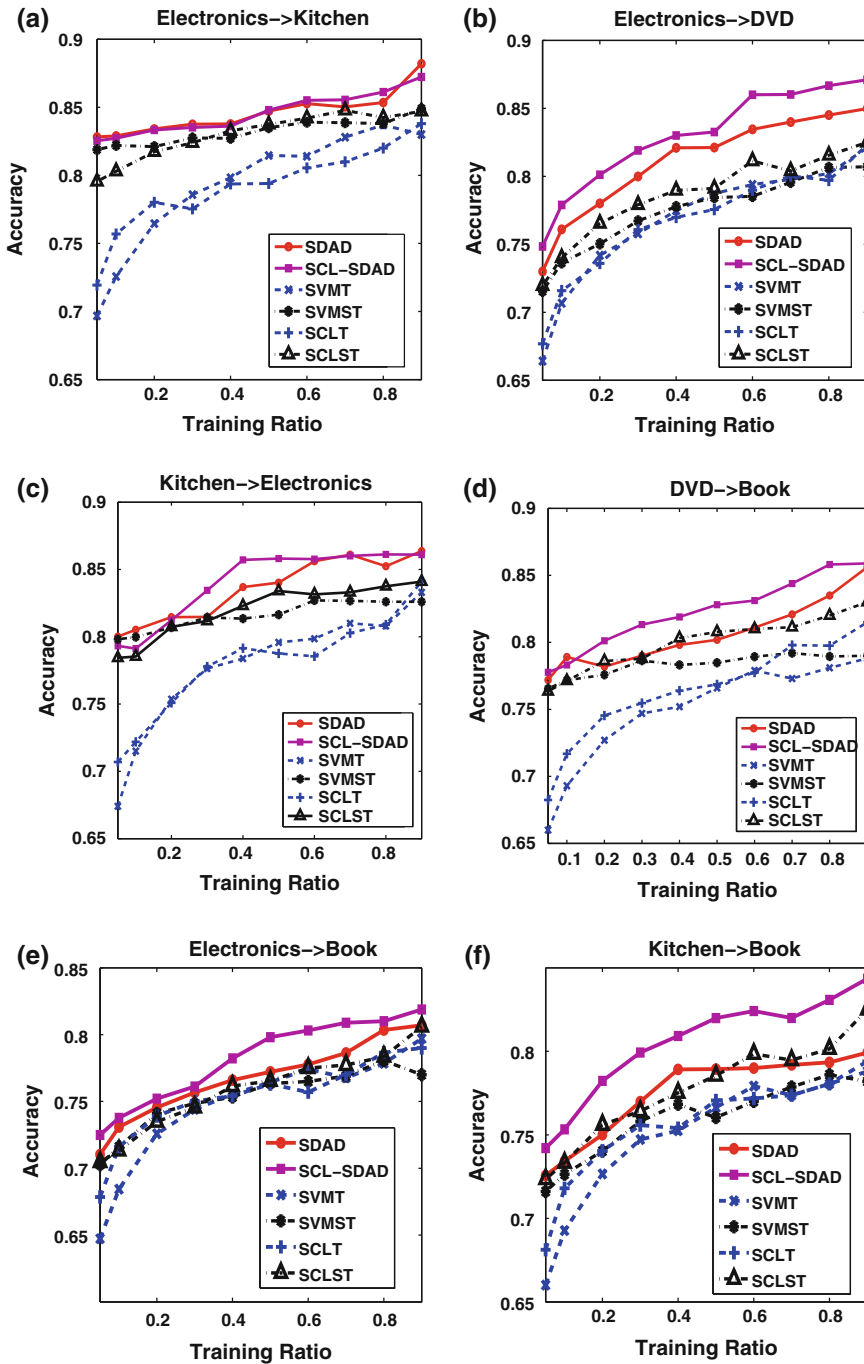 (a)
Electronics->Kitchen
0.9
0.85
0.8
0.75
0.7
0.65
Accuracy
SDAD
SCL-SDAD
SVMT
SVMST
SCLT
SCLST
0.2 0.4 0.6 0.8
Training Ratio
(b)
Electronics->DVD
0.9
0.85
0.8
0.75
0.7
0.65
Accuracy
SDAD
SCL-SDAD
SVMT
SVMST
SCLT
SCLST
0.2 0.4 0.6 0.8
Training Ratio
(c)
Kitchen->Electronics
0.9
0.85
0.8
0.75
0.7
0.65
Accuracy
SDAD
SCL-SDAD
SVMT
SVMST
SCLT
SCLST
0.2 0.4 0.6 0.8
Training Ratio
(d)
DVD->Book
0.9
0.85
0.8
0.75
0.7
0.65
Accuracy
SDAD
SCL-SDAD
SVMT
SVMST
SCLT
SCLST
0.1 0.2 0.3 0.4 0.5 0.6 0.7 0.8
Training Ratio
(e)
Electronics->Book
0.85
0.8
0.75
0.7
0.65
Accuracy
SDAD
SCL-SDAD
SVMT
SVMST
SCLT
SCLST
0.2 0.4 0.6 0.8
Training Ratio
(f)
Kitchen->Book
0.8
0.75
0.7
0.65
Accuracy
SDAD
SCL-SDAD
SVMT
SVMST
SCLT
SCLST
0.2 0.4 0.6 0.8
Training Ratio